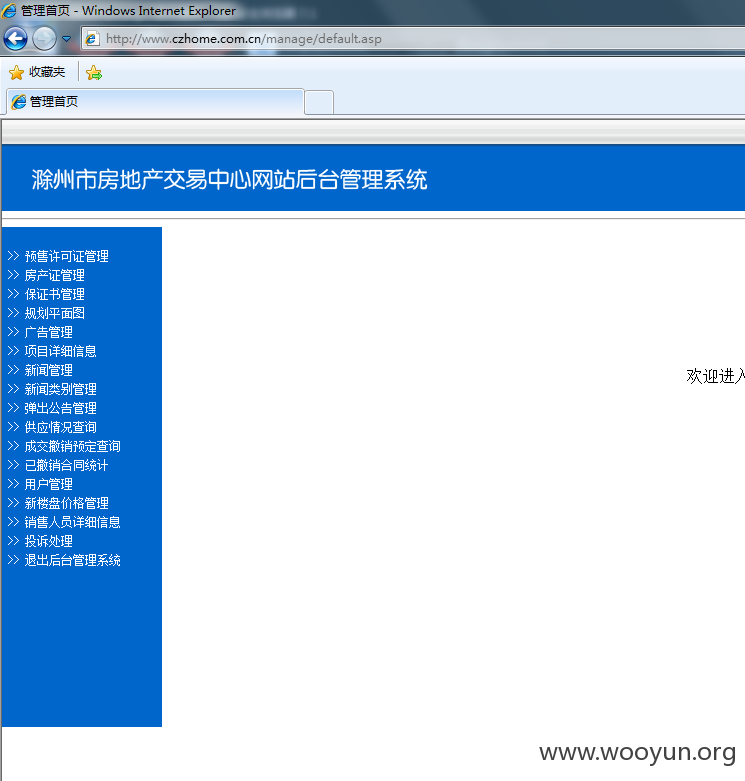 管理首页 - Windows Internet Explorer
http://www.czhome.com.cn/manage/default.asp
收藏夹
管理首页
滁州市房地产交易中心网站后台管理系统
>> 预售许可证管理
>> 房产证管理
>> 保证书管理
>> 规划平面图
>> 广告管理
>> 项目详细信息
>> 新闻管理
欢迎进入
>> 新闻类别管理
>> 弹出公告管理
>> 供应情况查询
>> 成交撤销预定查询
>> 已撤销合同统计
>> 用户管理
>> 新楼盘价格管理
>> 销售人员详细信息
>> 投诉处理
>> 退出后台管理系统
www.wooyun.org